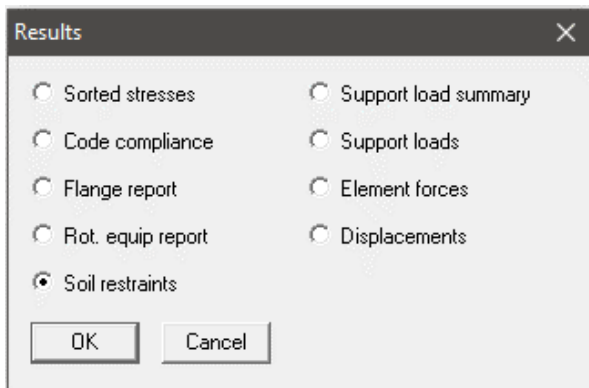 Results
Sorted stresses
Code compliance
Flange report
Rot. equip report
Soil restraints
Support load summary
Support loads
Element forces
Displacements
OK
Cancel